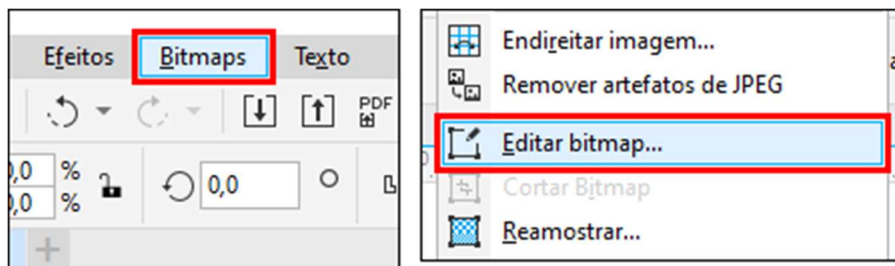 Efeitos Bitmaps Texto
PDF
0,0 %
0,0 %
0,0
Endireitar imagem...
Remover artefatos de JPEG
Editar bitmap...
Cortar Bitmap
Reamostrar...